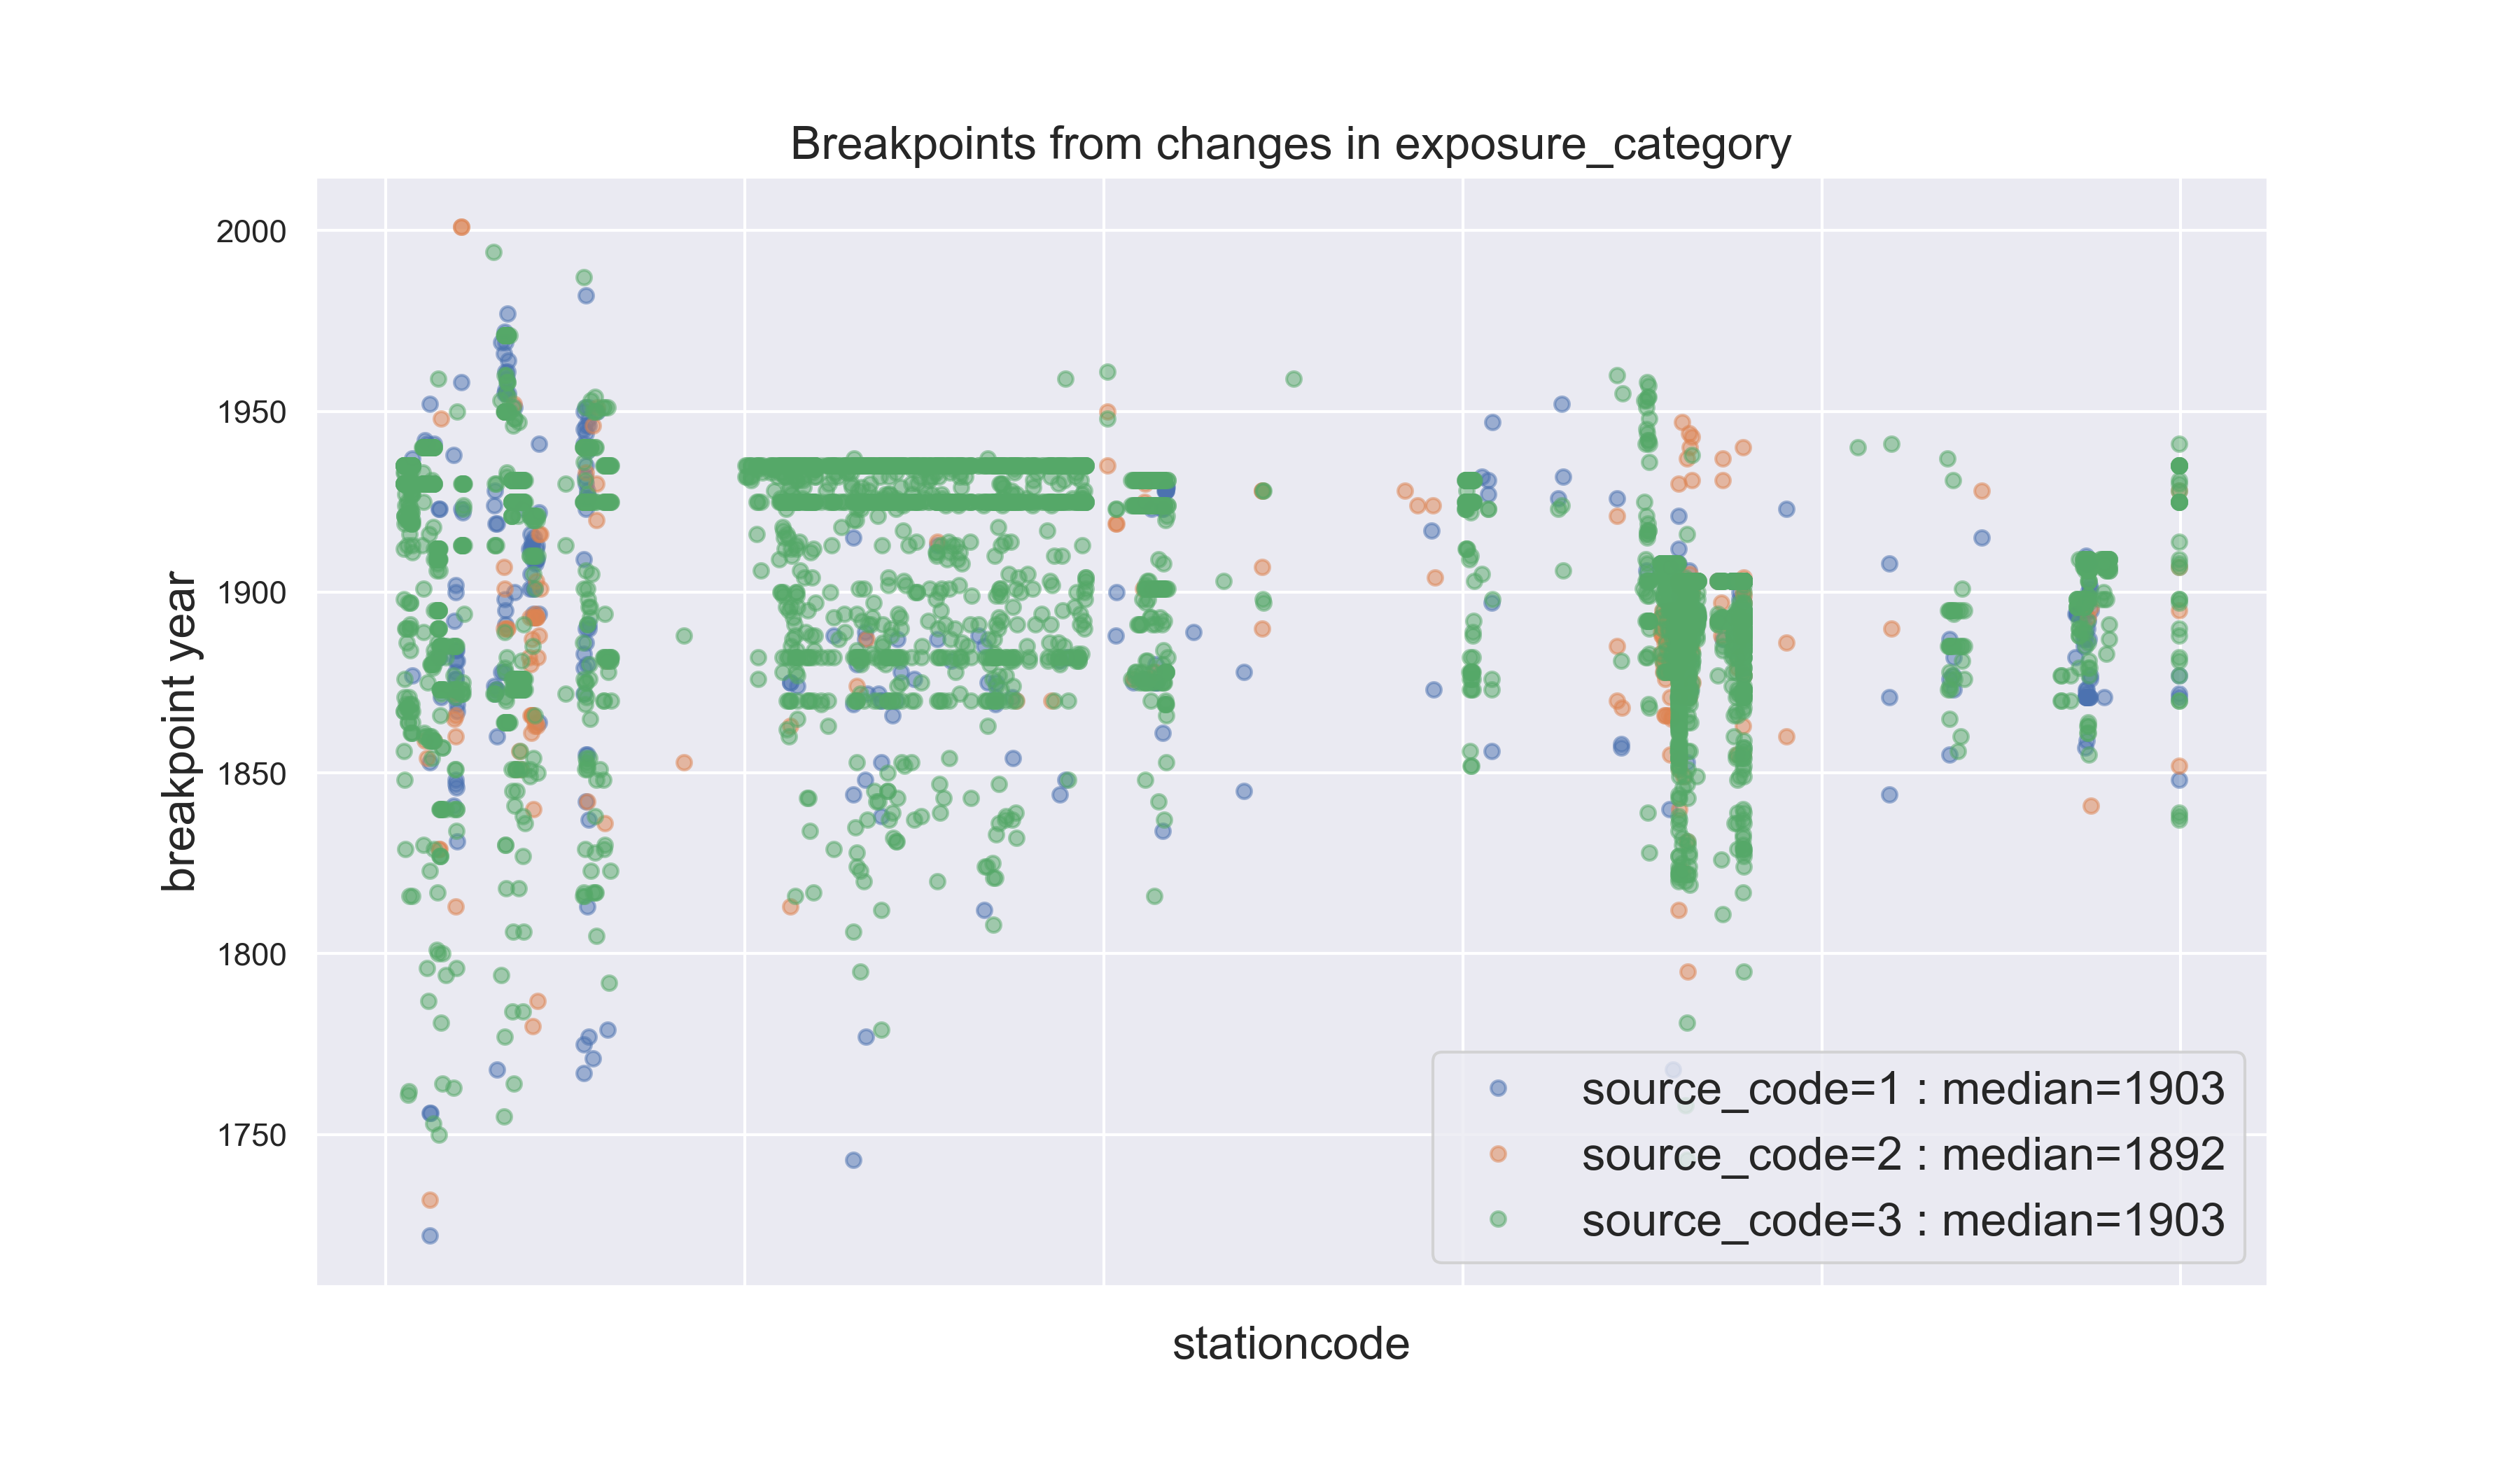 Breakpoints from changes in exposure_category
breakpoint year
2000
1950
1900
1850
1800
1750
source_code=1 : median=1903
source_code=2 : median=1892
source_code=3 : median=1903
stationcode